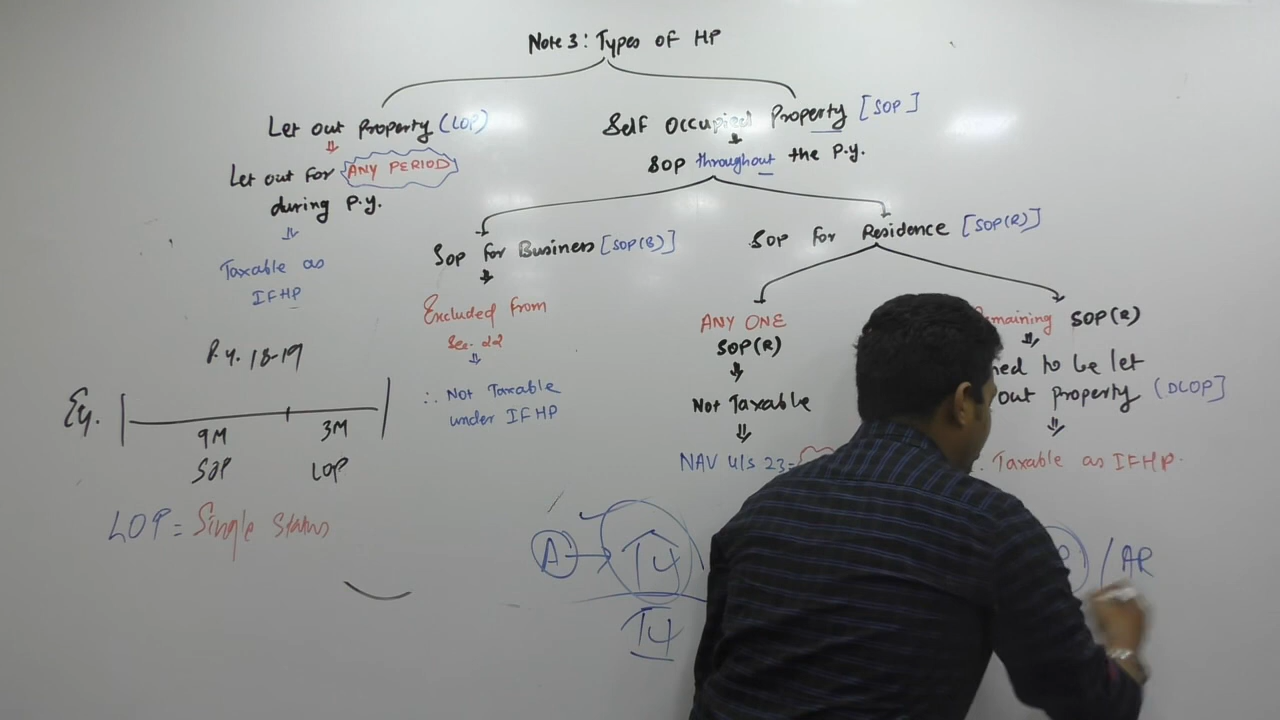 Note 3: Types of HP
Let out Property (LOP)
Let out for ANY PERIOD
during P.y.
Taxable as
IFHP
Self Occupied Property [SOP]
SOP throughout the P.y.
Sop for Business [SOP(B)]
Excluded from
Sec. 22
∴ Not Taxable
under IFHP
Sop for Residence [SOP(R)]
ANY ONE
SOP(R)
Not Taxable
NAV u/s 23=
SOP(R)
to be let
out property (DLOP]
Taxable as IFHP.
P.y. 18-19
Eg.
9M 3M
SOP LOP
LOP = Single Status
A
/ AR